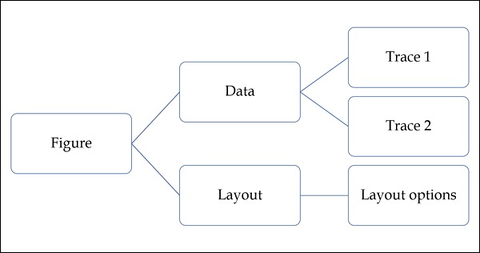 Figure
Data
Trace 1
Trace 2
Layout
Layout options